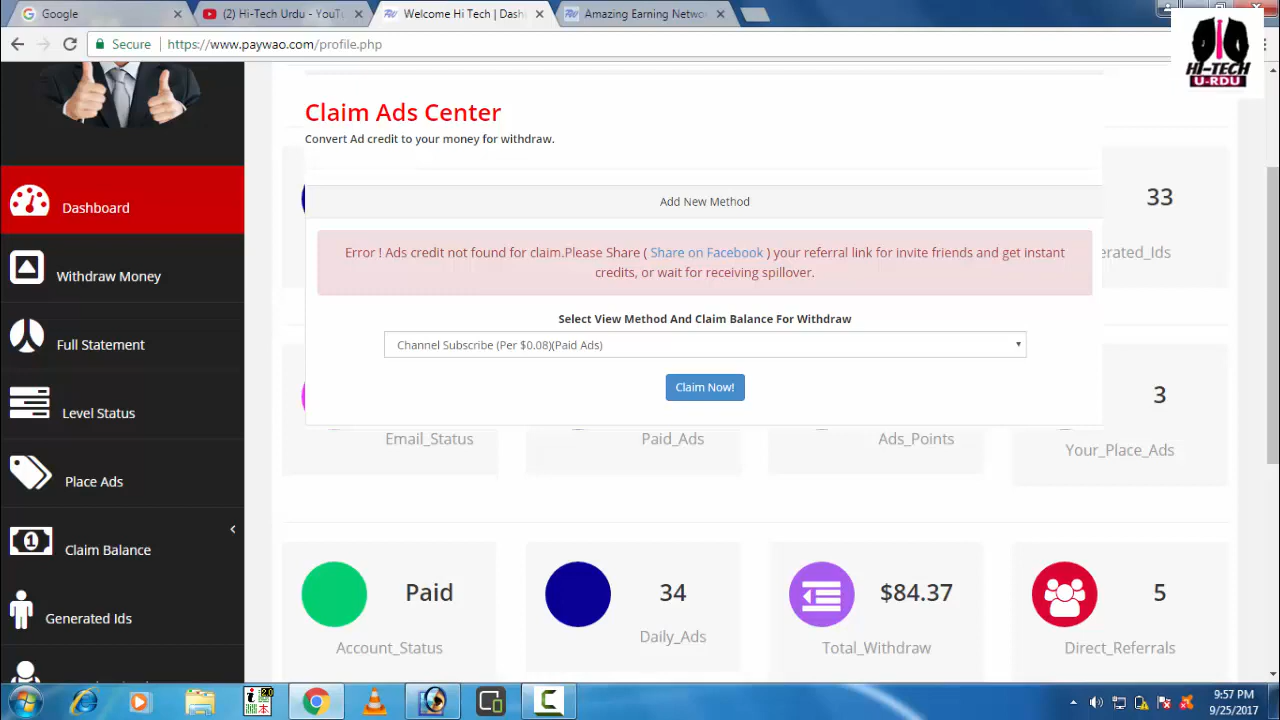 Google
(2) Hi-Tech Urdu - YouT
Welcome Hi Tech | Dash
Amazing Earning Netwo
Secure
https://www.paywao.com/profile.php
HI-TECH
U-RDU
Claim Ads Center
Convert Ad credit to your money for withdraw.
Dashboard
Withdraw Money
Full Statement
Level Status
Place Ads
Claim Balance
Generated Ids
Add New Method
Error ! Ads credit not found for claim.Please Share ( Share on Facebook ) your referral link for invite friends and get instant
credits, or wait for receiving spillover.
Select View Method And Claim Balance For Withdraw
Channel Subscribe (Per $0.08)(Paid Ads)
Claim Now!
33
erated_Ids
Email_Status
Paid_Ads
Ads_Points
3
Your_Place_Ads
Paid
Account_Status
34
Daily_Ads
$84.37
Total_Withdraw
5
Direct_Referrals
9:57 PM
9/25/2017